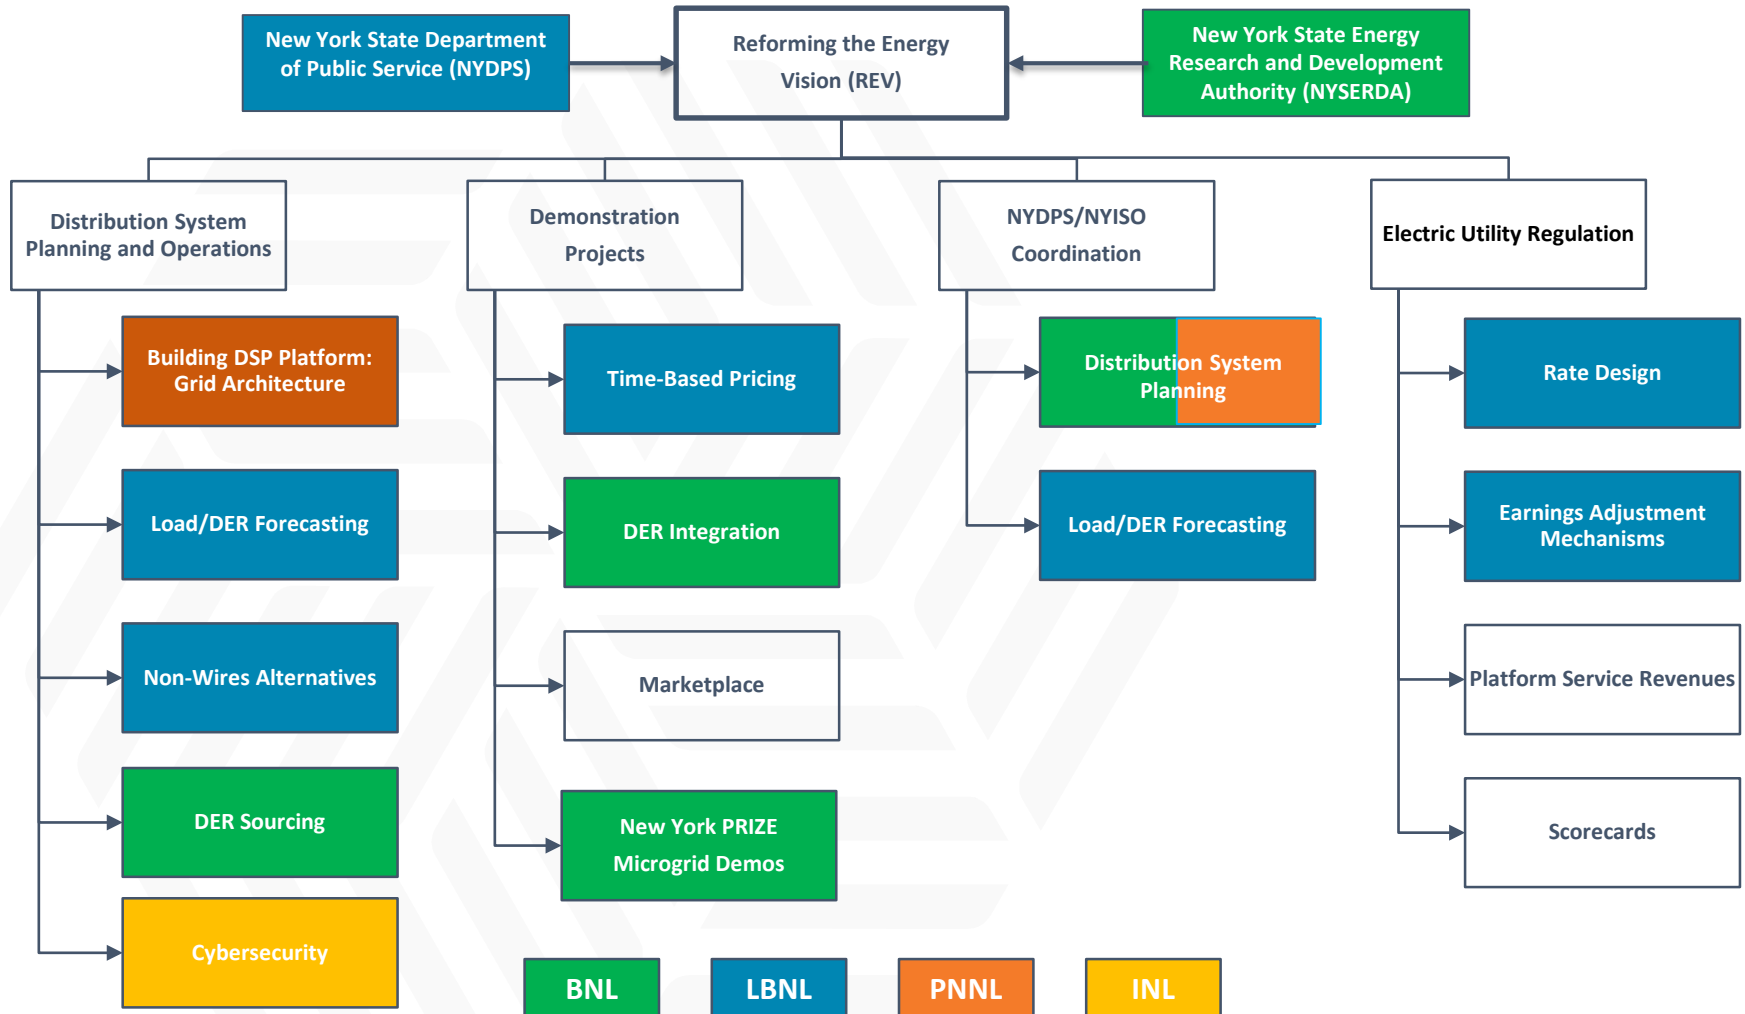 New York State Department
of Public Service (NYDPS)
Reforming the Energy
Vision (REV)
New York State Energy
Research and Development
Authority (NYSERDA)
Distribution System
Planning and Operations
Demonstration
Projects
NYDPS/NYISO
Coordination
Electric Utility Regulation
Building DSP Platform:
Grid Architecture
Time-Based Pricing
Distribution System
Planning
Rate Design
Load/DER Forecasting
DER Integration
Load/DER Forecasting
Earnings Adjustment
Mechanisms
Non-Wires Alternatives
Marketplace
Platform Service Revenues
DER Sourcing
New York PRIZE
Microgrid Demos
Scorecards
Cybersecurity
BNL
LBNL
PNNL
INL